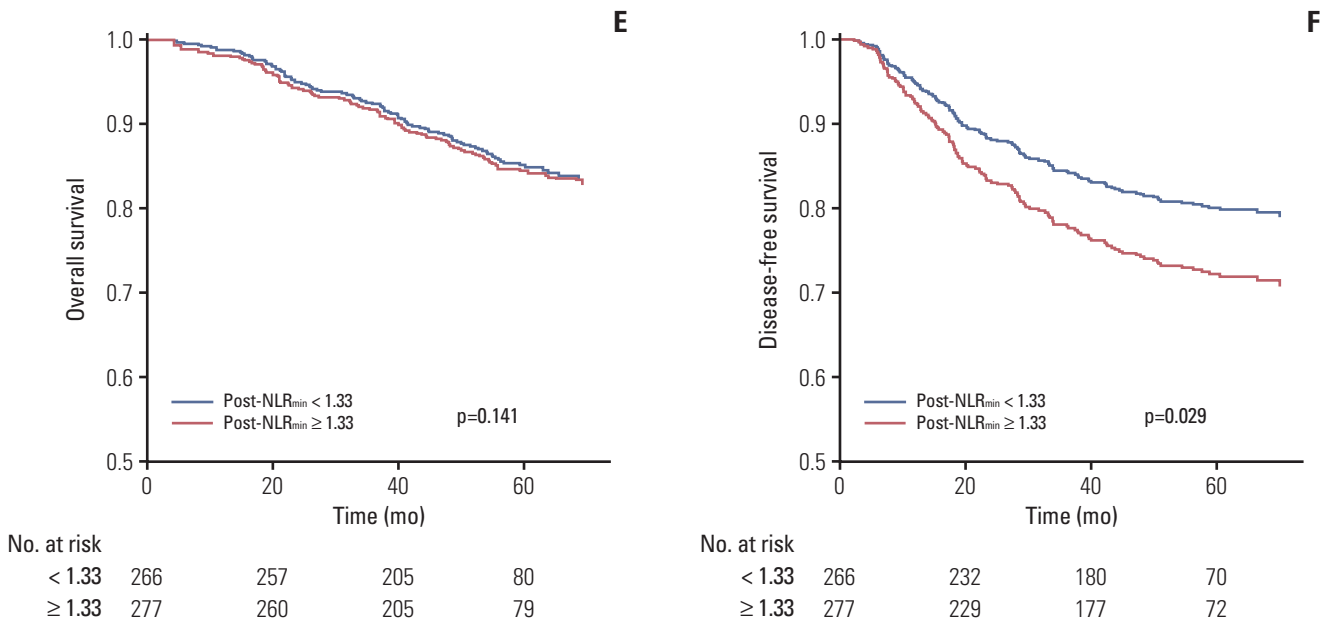 E
Overall survival
1.0
0.9
0.8
0.7
0.6
0.5
Post-NLRmin < 1.33
Post-NLRmin ≥ 1.33
p=0.141
0 20 40 60
Time (mo)
No. at risk
< 1.33 266 257 205 80
≥ 1.33 277 260 205 79
F
Disease-free survival
1.0
0.9
0.8
0.7
0.6
0.5
Post-NLRmin < 1.33
Post-NLRmin ≥ 1.33
p=0.029
0 20 40 60
Time (mo)
No. at risk
< 1.33 266 232 180 70
≥ 1.33 277 229 177 72